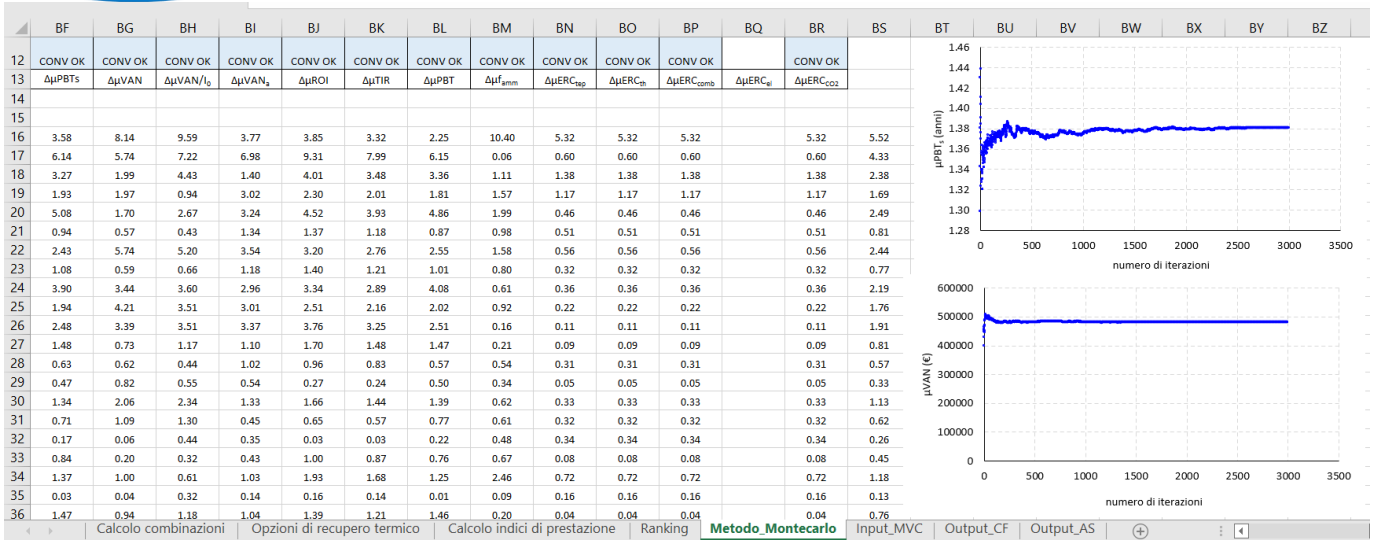 BF BG BH BI BJ BK BL BM BN BO BP BQ BR BS BT BU BV BW BX BY BZ
12 CONV OK CONV OK CONV OK CONV OK CONV OK CONV OK CONV OK CONV OK CONV OK CONV OK CONV OK CONV OK
13 ΔμPBTs ΔμVAN ΔμVAN/I₀ ΔμVANₐ ΔμROI ΔμTIR ΔμPBT Δμfamm ΔμERCtep ΔμERCth ΔμERCcomb ΔμERCel ΔμERCCO2
14
15
16 3.58 8.14 9.59 3.77 3.85 3.32 2.25 10.40 5.32 5.32 5.32 5.32 5.52
17 6.14 5.74 7.22 6.98 9.31 7.99 6.15 0.06 0.60 0.60 0.60 0.60 4.33
18 3.27 1.99 4.43 1.40 4.01 3.48 3.36 1.11 1.38 1.38 1.38 1.38 2.38
19 1.93 1.97 0.94 3.02 2.30 2.01 1.81 1.57 1.17 1.17 1.17 1.17 1.69
20 5.08 1.70 2.67 3.24 4.52 3.93 4.86 1.99 0.46 0.46 0.46 0.46 2.49
21 0.94 0.57 0.43 1.34 1.37 1.18 0.87 0.98 0.51 0.51 0.51 0.51 0.81
22 2.43 5.74 5.20 3.54 3.20 2.76 2.55 1.58 0.56 0.56 0.56 0.56 2.44
23 1.08 0.59 0.66 1.18 1.40 1.21 1.01 0.80 0.32 0.32 0.32 0.32 0.77
24 3.90 3.44 3.60 2.96 3.34 2.89 4.08 0.61 0.36 0.36 0.36 0.36 2.19
25 1.94 4.21 3.51 3.01 2.51 2.16 2.02 0.92 0.22 0.22 0.22 0.22 1.76
26 2.48 3.39 3.51 3.37 3.76 3.25 2.51 0.16 0.11 0.11 0.11 0.11 1.91
27 1.48 0.73 1.17 1.10 1.70 1.48 1.47 0.21 0.09 0.09 0.09 0.09 0.81
28 0.63 0.62 0.44 1.02 0.96 0.83 0.57 0.54 0.31 0.31 0.31 0.31 0.57
29 0.47 0.82 0.55 0.54 0.27 0.24 0.50 0.34 0.05 0.05 0.05 0.05 0.33
30 1.34 2.06 2.34 1.33 1.66 1.44 1.39 0.62 0.33 0.33 0.33 0.33 1.13
31 0.71 1.09 1.30 0.45 0.65 0.57 0.77 0.61 0.32 0.32 0.32 0.32 0.62
32 0.17 0.06 0.44 0.35 0.03 0.03 0.22 0.48 0.34 0.34 0.34 0.34 0.26
33 0.84 0.20 0.32 0.43 1.00 0.87 0.76 0.67 0.08 0.08 0.08 0.08 0.45
34 1.37 1.00 0.61 1.03 1.93 1.68 1.25 2.46 0.72 0.72 0.72 0.72 1.18
35 0.03 0.04 0.32 0.14 0.16 0.14 0.01 0.09 0.16 0.16 0.16 0.16 0.13
36 1.47 0.94 1.18 1.04 1.39 1.21 1.46 0.20 0.04 0.04 0.04 0.04 0.76
μPBTs (anni)
1.46
1.44
1.42
1.40
1.38
1.36
1.34
1.32
1.30
1.28
0 500 1000 1500 2000 2500 3000 3500
numero di iterazioni
μVAN (€)
600000
500000
400000
300000
200000
100000
0
0 500 1000 1500 2000 2500 3000 3500
numero di iterazioni
Calcolo combinazioni Opzioni di recupero termico Calcolo indici di prestazione Ranking Metodo_Montecarlo Input_MVC Output_CF Output_AS